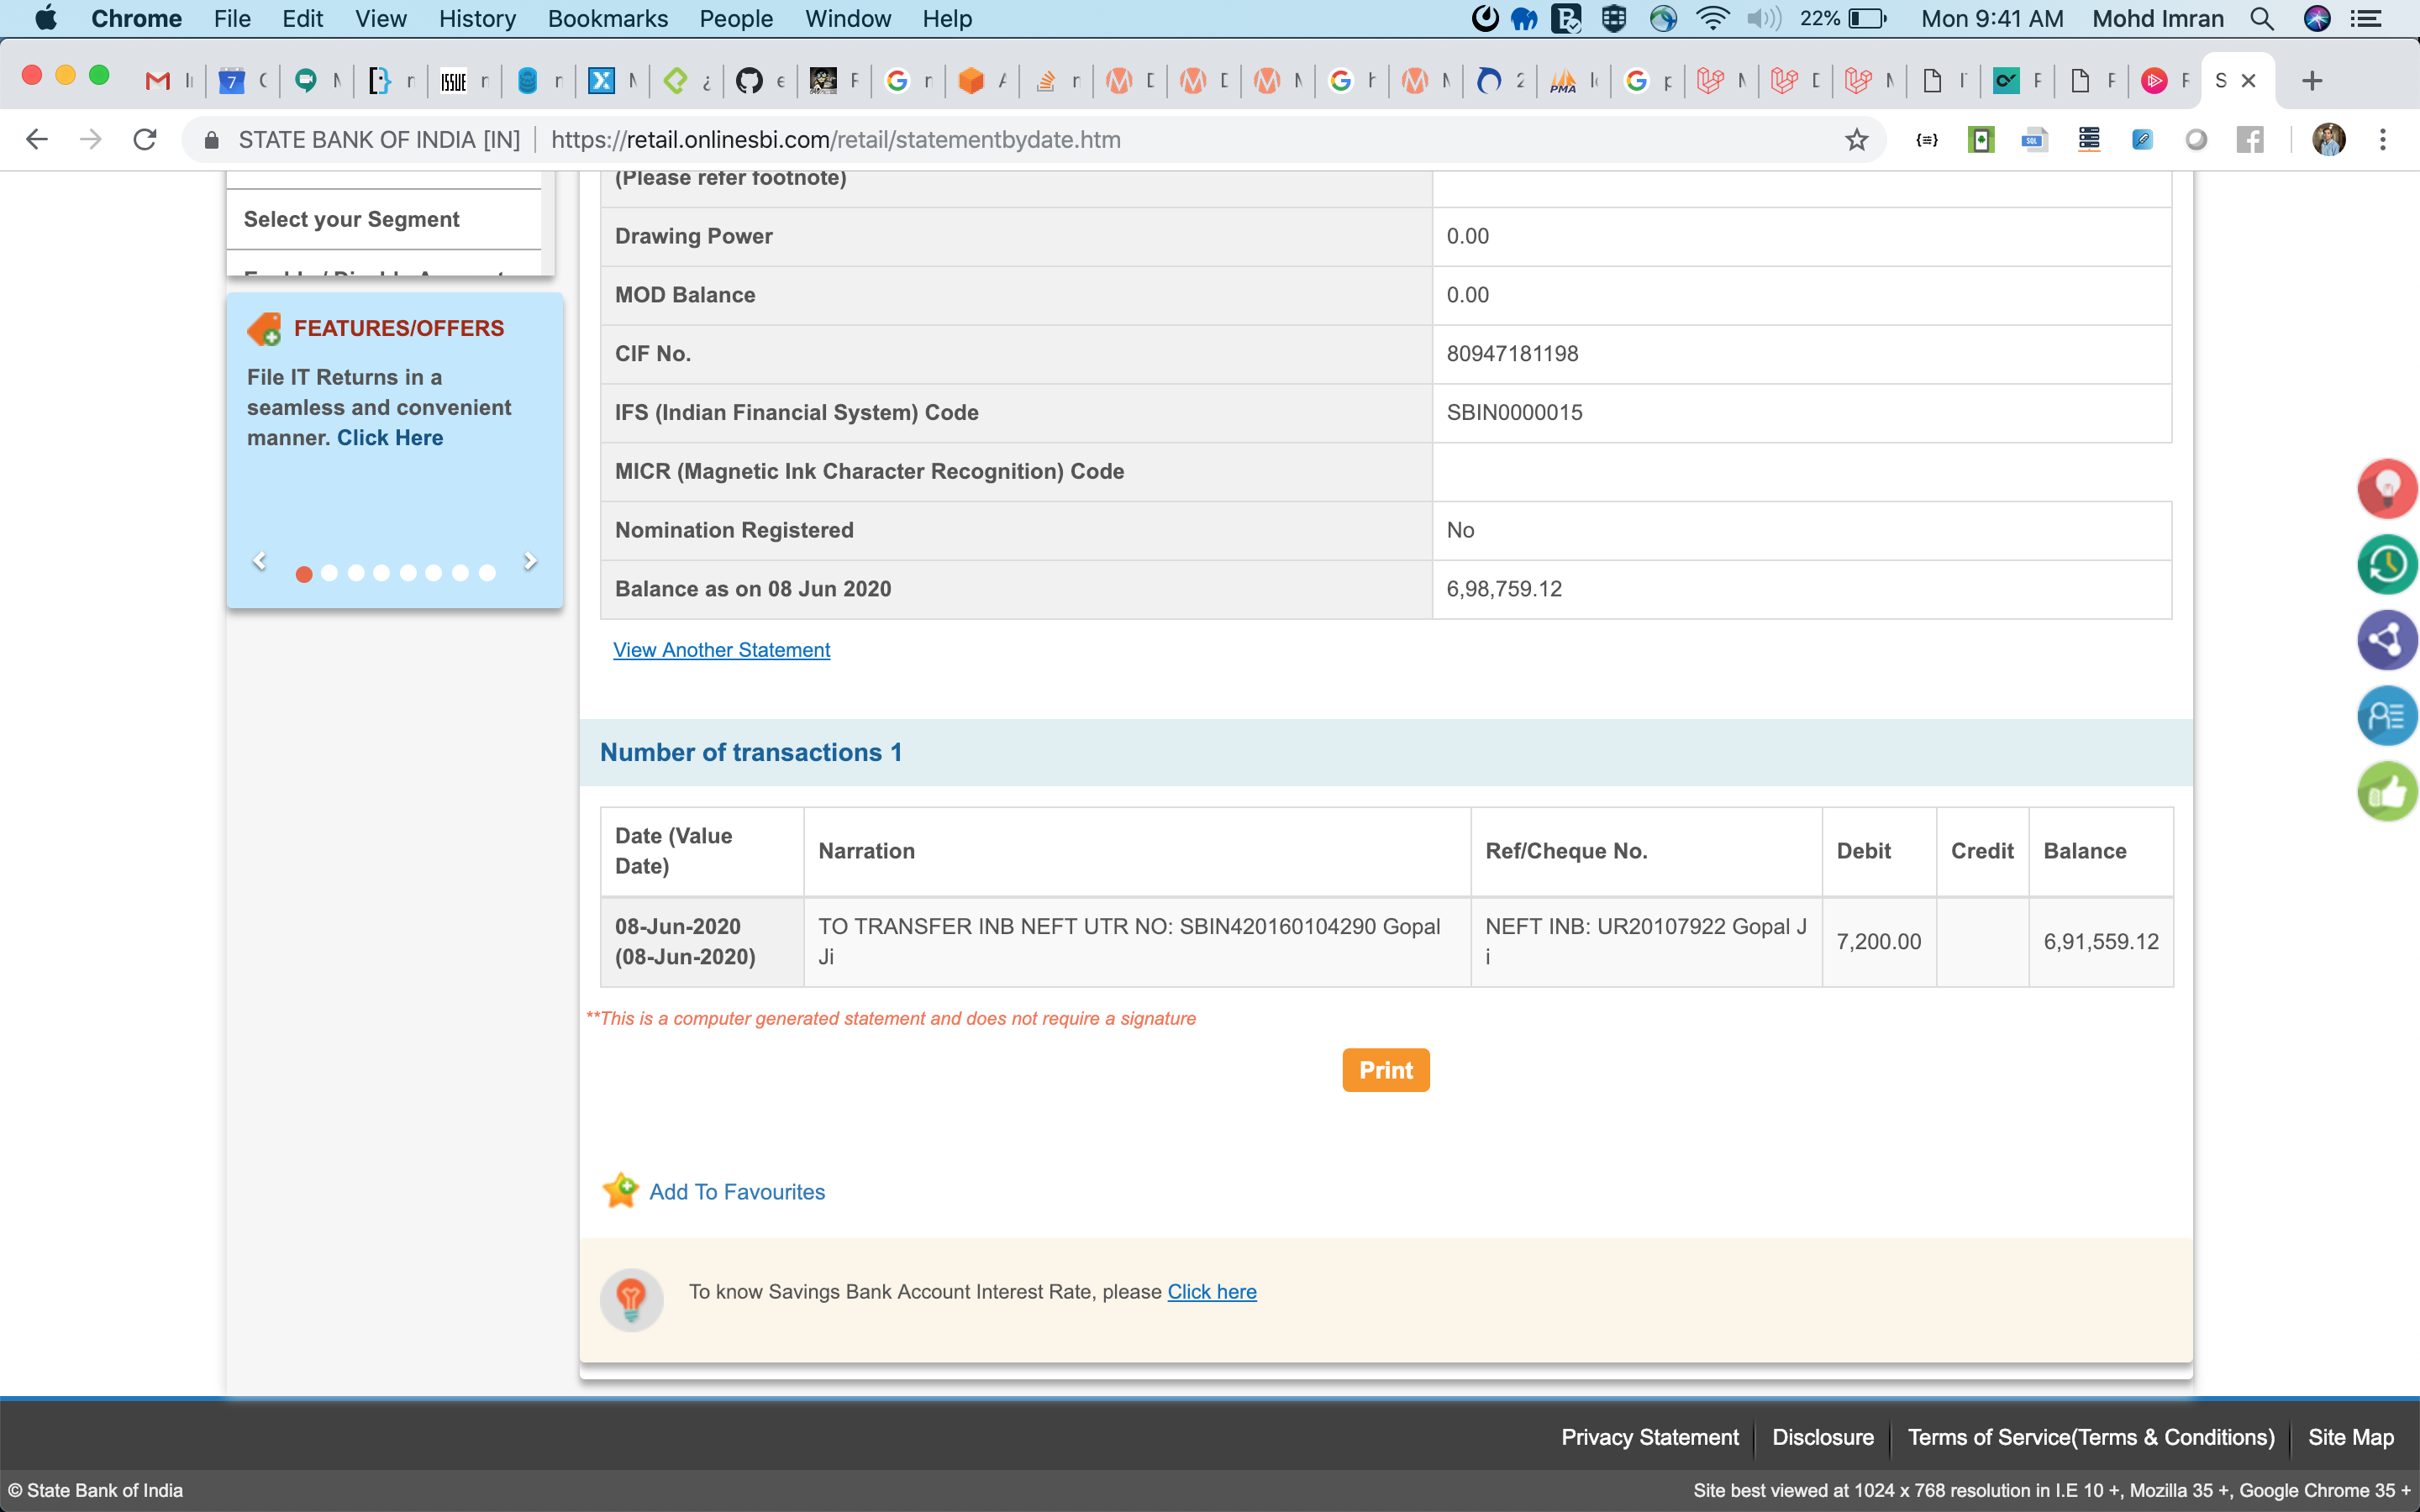 Chrome File Edit View History Bookmarks People Window Help 22% Mon 9:41 AM Mohd Imran
7 ISSUE PMA S
STATE BANK OF INDIA [IN] https://retail.onlinesbi.com/retail/statementbydate.htm
(Please refer footnote)
Select your Segment
Drawing Power 0.00
MOD Balance 0.00
CIF No. 80947181198
IFS (Indian Financial System) Code SBIN0000015
MICR (Magnetic Ink Character Recognition) Code
Nomination Registered No
Balance as on 08 Jun 2020 6,98,759.12
FEATURES/OFFERS
File IT Returns in a
seamless and convenient
manner. Click Here
View Another Statement
Number of transactions 1
Date (Value
Date) Narration Ref/Cheque No. Debit Credit Balance
08-Jun-2020
(08-Jun-2020)
TO TRANSFER INB NEFT UTR NO: SBIN420160104290 Gopal
Ji
NEFT INB: UR20107922 Gopal J
i
7,200.00
6,91,559.12
**This is a computer generated statement and does not require a signature
Print
Add To Favourites
To know Savings Bank Account Interest Rate, please Click here
Privacy Statement Disclosure Terms of Service(Terms & Conditions) Site Map
© State Bank of India Site best viewed at 1024 x 768 resolution in I.E 10 +, Mozilla 35 +, Google Chrome 35 +